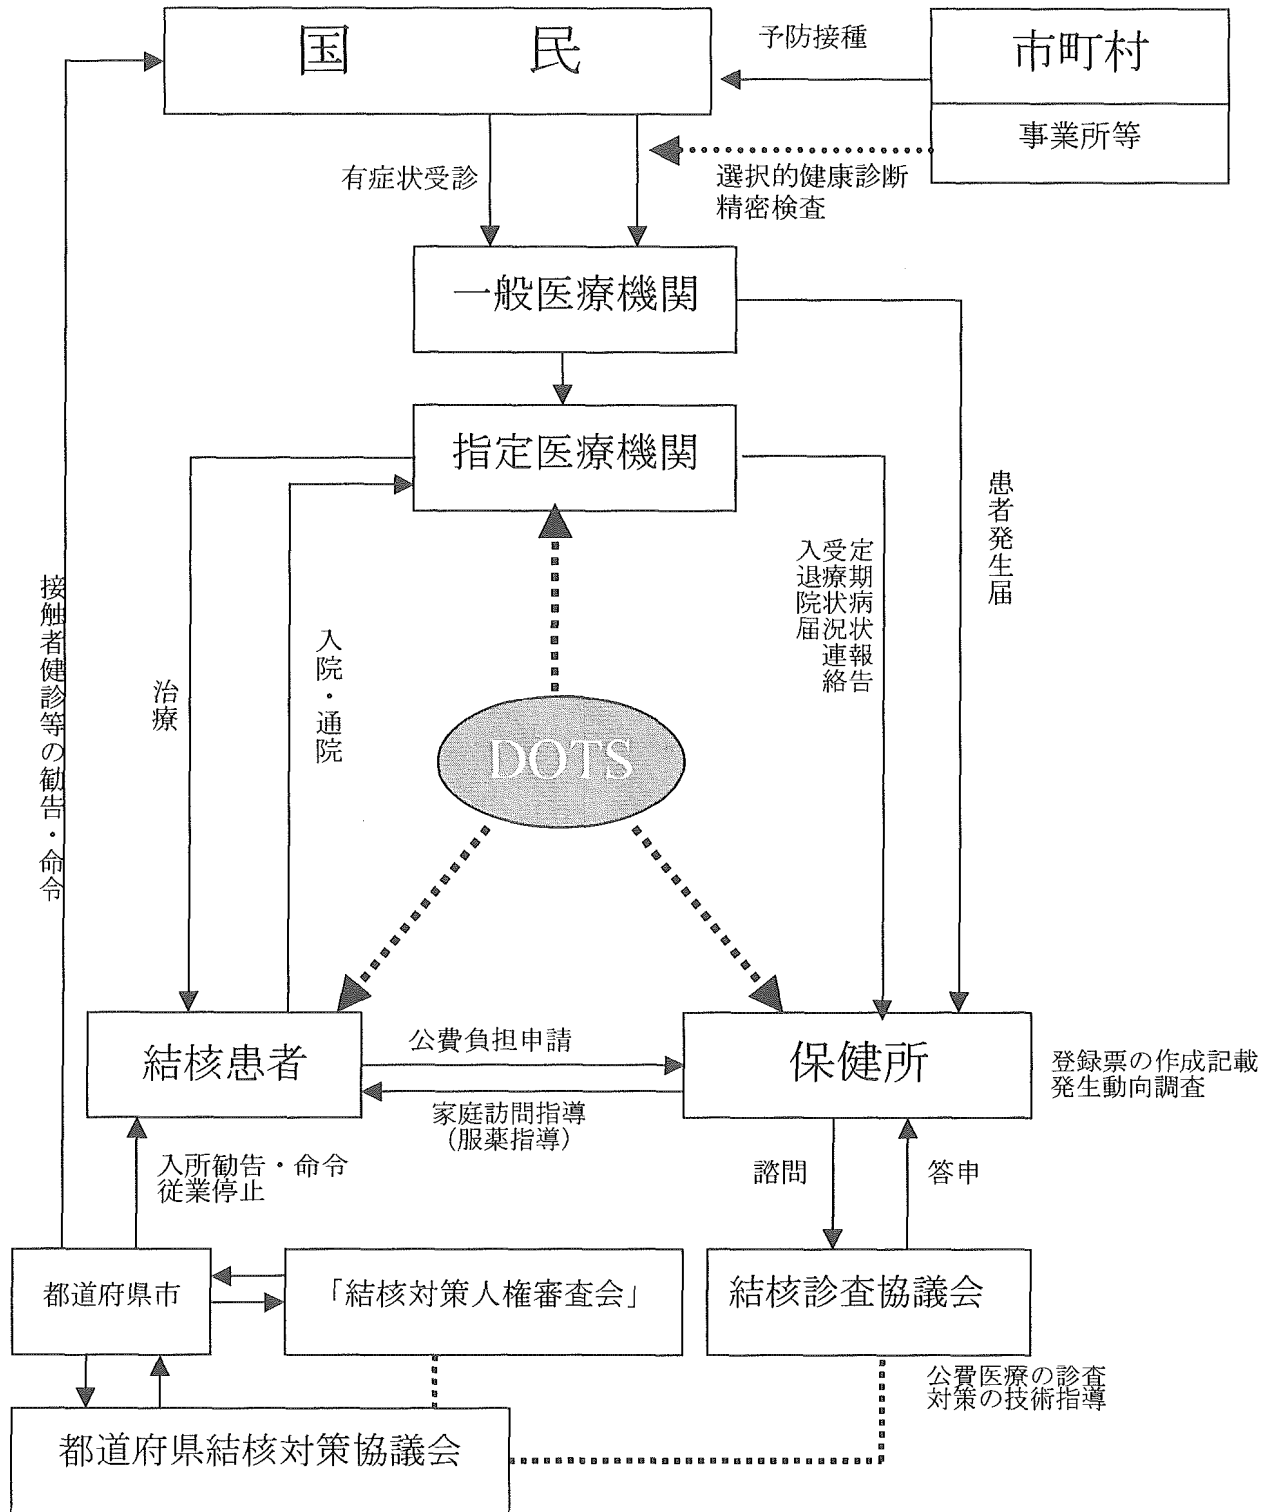 国 民
予防接種
市町村
事業所等
有症状受診
選択的健康診断
精密検査
一般医療機関
指定医療機関
患者発生届
定期病状報告
受療状況連絡
入退院届
接触者健診等の勧告・命令
治療
入院・通院
DOTS
結核患者
公費負担申請
保健所
登録票の作成記載
発生動向調査
家庭訪問指導
(服薬指導)
入所勧告・命令
従業停止
諮問
答申
都道府県市
「結核対策人権審査会」
結核診査協議会
公費医療の診査
対策の技術指導
都道府県結核対策協議会